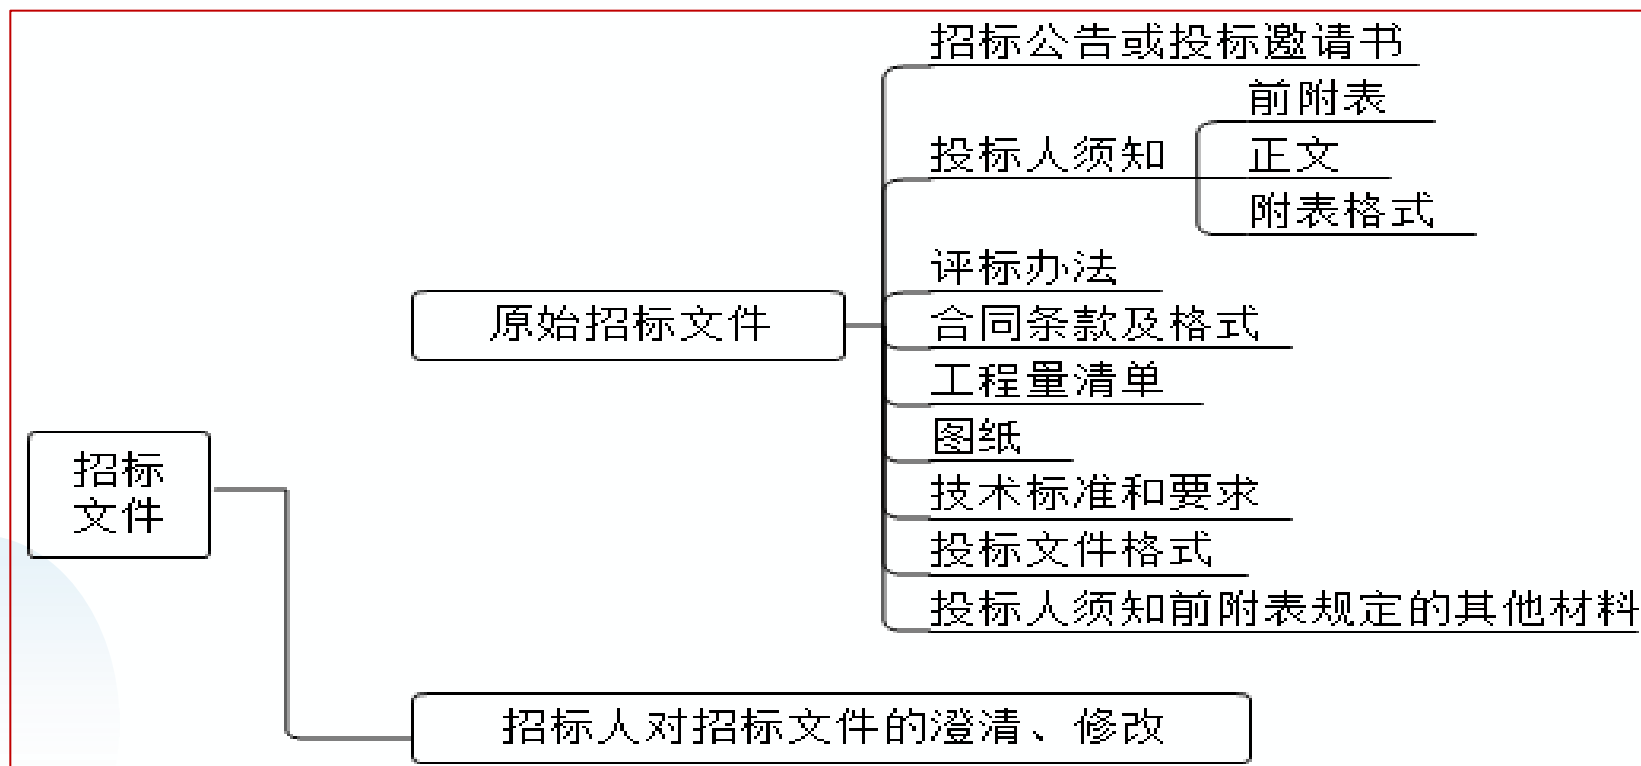 招标公告或投标邀请书
前附表
投标人须知
正文
附表格式
评标办法
原始招标文件
合同条款及格式
工程量清单
图纸
招标
文件
技术标准和要求
投标文件格式
投标人须知前附表规定的其他材料
招标人对招标文件的澄清、修改